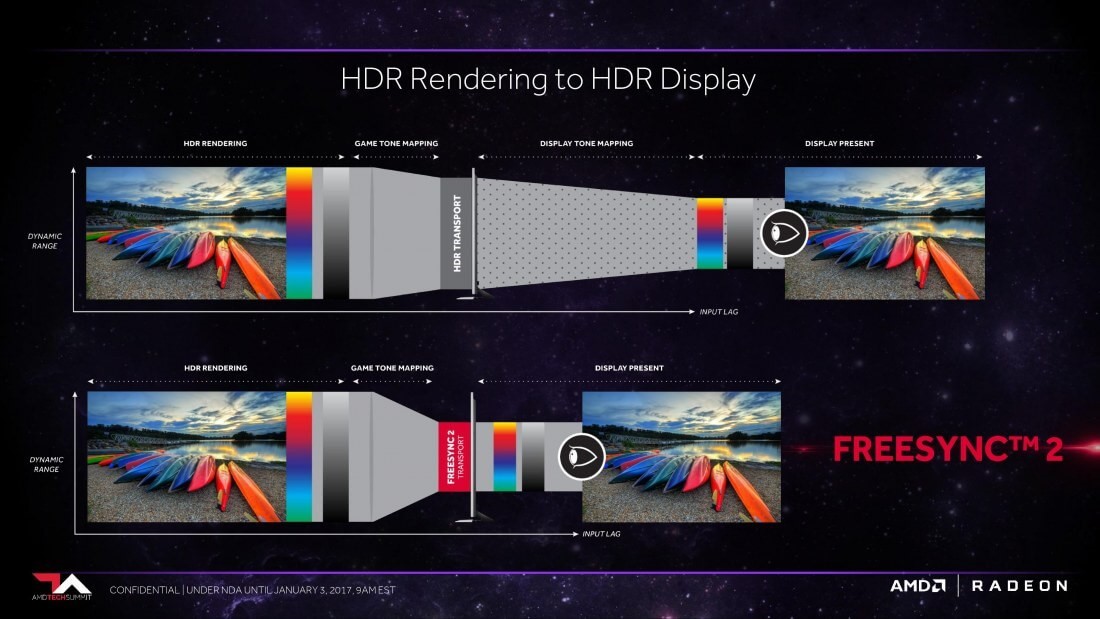 HDR Rendering to HDR Display
HDR RENDERING
GAME TONE MAPPING
DISPLAY TONE MAPPING
DISPLAY PRESENT
DYNAMIC
RANGE
HDR TRANSPORT
INPUT LAG
HDR RENDERING
GAME TONE MAPPING
DISPLAY PRESENT
DYNAMIC
RANGE
FREESYNC 2
TRANSPORT
INPUT LAG
FREESYNC™ 2
AMDTECHSUMMIT
CONFIDENTIAL | UNDER NDA UNTIL JANUARY 3, 2017, 9AM EST
AMD
RADEON